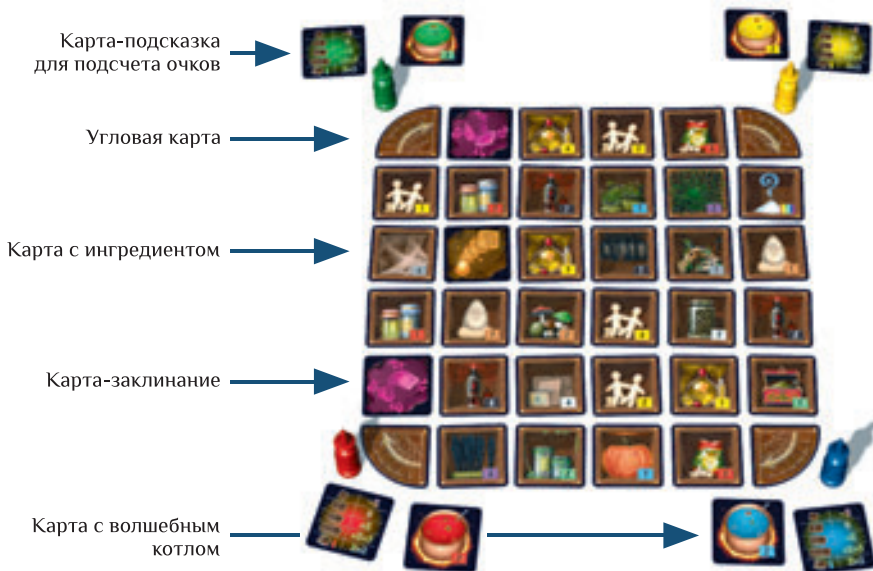 Карта-подсказка
для подсчета очков
Угловая карта
Карта с ингредиентом
Карта-заклинание
Карта с волшебным
котлом